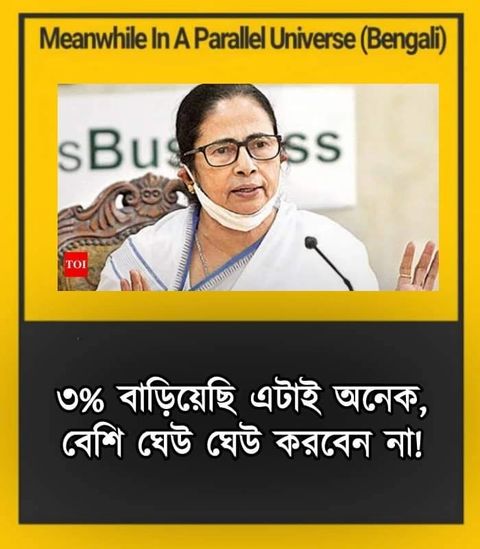 Meanwhile In A Parallel Universe (Bengali)
sBus ss
TOI
৩% বাড়িয়েছি এটাই অনেক,
বেশি ঘেউ ঘেউ করবেন না!